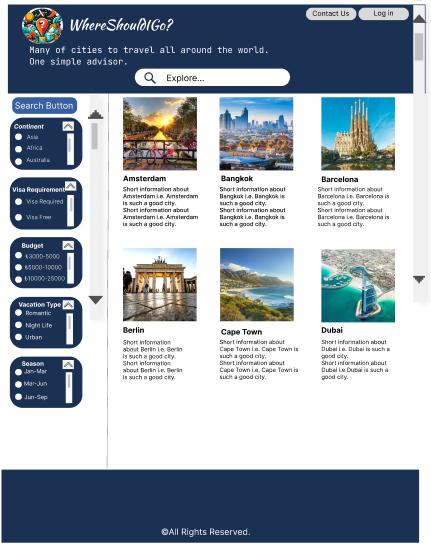 WhereShouldIGo?
Contact Us
Log in
Many of cities to travel all around the world.
One simple advisor.
Explore...
Search Button
Continent
Asia
Africa
Australia
Visa Requirement
Visa Required
Visa Free
Budget
₺3000-5000
₺5000-10000
₺10000-25000
Vacation Type
Romantic
Night Life
Urban
Season
Jan-Mar
Mar-Jun
Jun-Sep
Amsterdam
Short information about
Amsterdam i.e. Amsterdam
is such a good city.
Short information about
Amsterdam i.e. Amsterdam
is such a good city.
Bangkok
Short information about
Bangkok i.e. Bangkok is
such a good city.
Short information about
Bangkok i.e. Bangkok is
such a good city.
Barcelona
Short information about
Barcelona i.e. Barcelona
is such a good city.
Short information about
Barcelona i.e. Barcelona
is such a good city.
Berlin
Short information
about Berlin i.e. Berlin
is such a good city.
Short information
about Berlin i.e. Berlin
is such a good city.
Cape Town
Short information about
Cape Town i.e. Cape Town is
such a good city.
Short information about
Cape Town i.e. Cape Town is
such a good city.
Dubai
Short information about
Dubai i.e. Dubai is such a
good city.
Short information about
Dubai i.e. Dubai is such a
good city.
©All Rights Reserved.